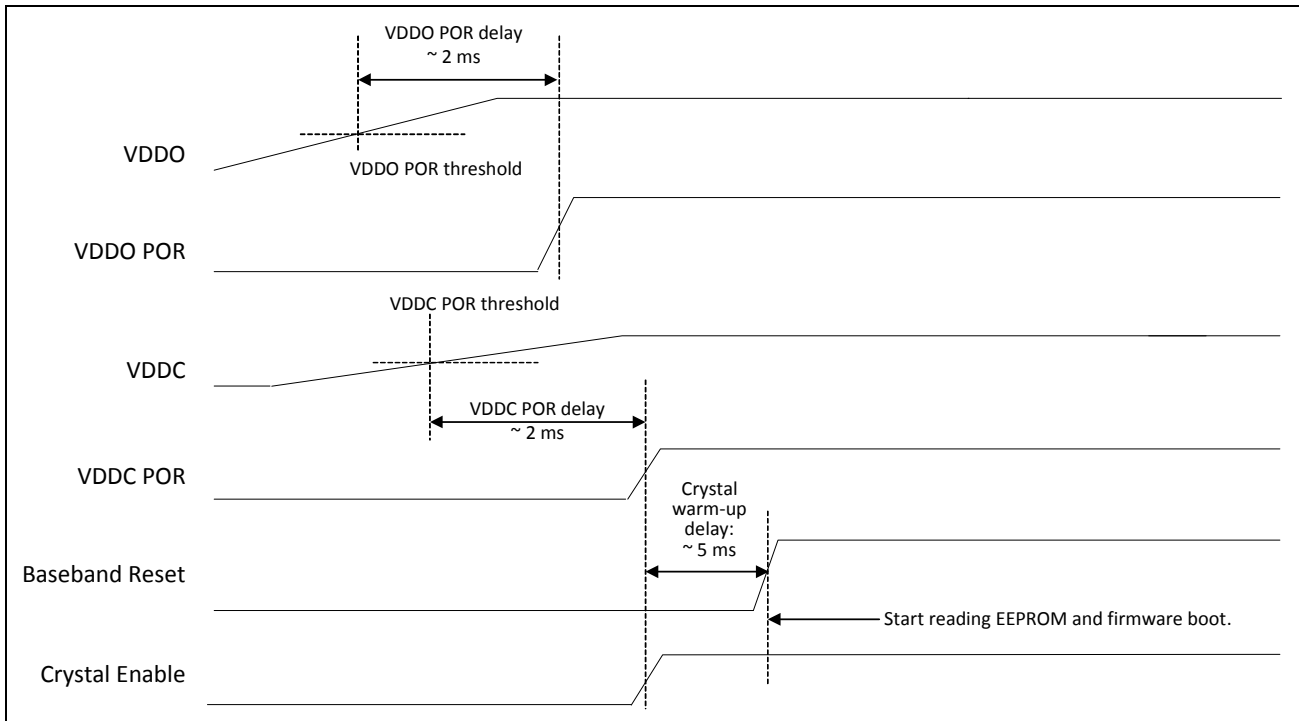 VDDO POR delay
~ 2 ms
VDDO
VDDO POR threshold
VDDO POR
VDDC POR threshold
VDDC
VDDC POR delay
~ 2 ms
VDDC POR
Crystal
warm-up
delay:
~ 5 ms
Baseband Reset
Start reading EEPROM and firmware boot.
Crystal Enable